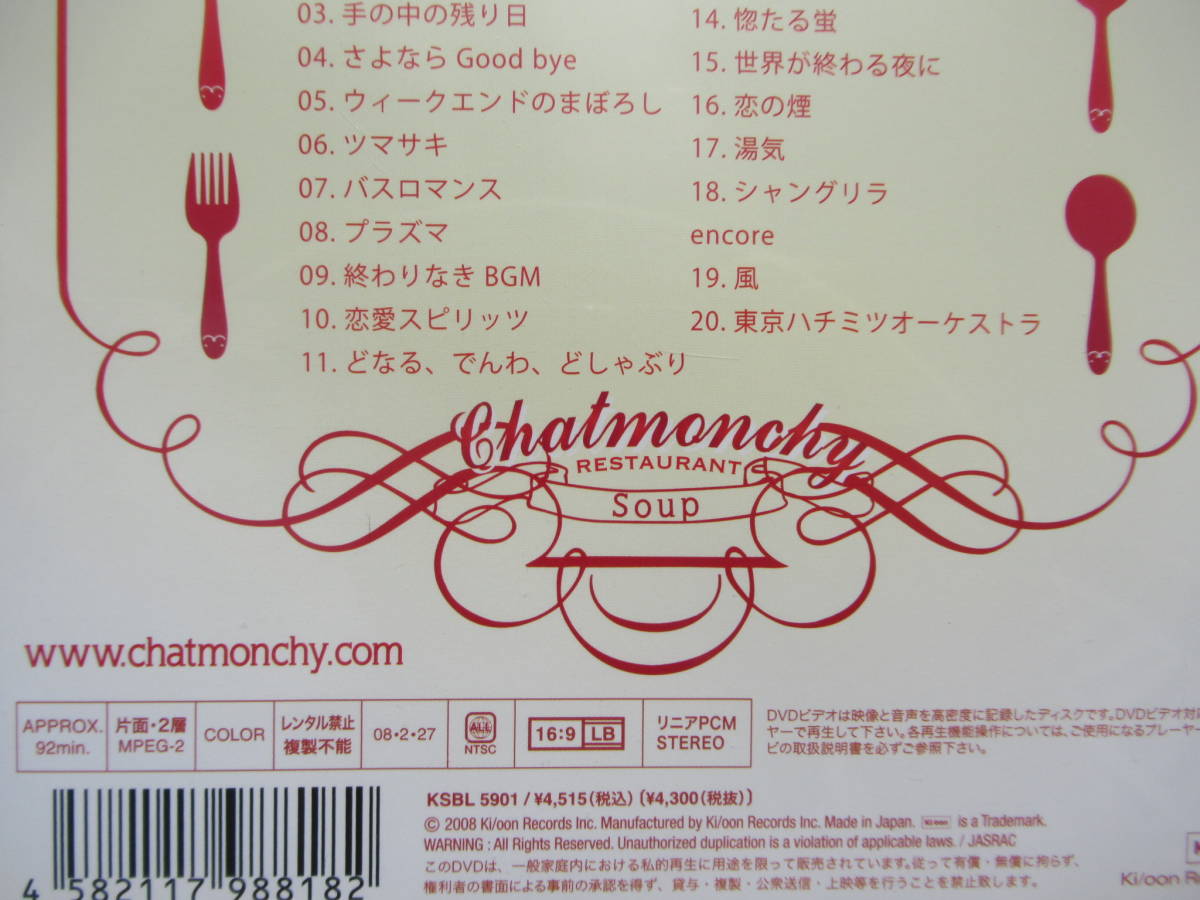 03. 手の中の残り日
04. さよなら Good bye
05. ウィークエンドのまぼろし
06. ツマサキ
07. バスロマンス
08. プラズマ
09. 終わりなき BGM
10. 恋愛スピリッツ
11. どなる、でんわ、どしゃぶり
14. 惚たる蛍
15. 世界が終わる夜に
16. 恋の煙
17. 湯気
18. シャングリラ
encore
19. 風
20. 東京ハチミツオーケストラ
Chatmonchy
RESTAURANT
Soup
www.chatmonchy.com
APPROX.
92min.
片面・2層
MPEG-2
COLOR
レンタル禁止
複製不能
08・2・27
ALL
NTSC
16:9 LB
リニアPCM
STEREO
DVDビデオは映像と音声を高密度に記録したディスクです。DVDビデオ対
ヤーで再生して下さい。各再生機能操作については、ご使用になるプレーヤー
ビの取扱説明書を必ずご参照下さい。
KSBL 5901 / ¥4,515(税込) 〔¥4,300(税抜)〕
© 2008 Ki/oon Records Inc. Manufactured by Ki/oon Records Inc. Made in Japan. Ki/oon is a Trademark.
WARNING : All Rights Reserved. Unauthorized duplication is a violation of applicable laws. / JASRAC
このDVDは、一般家庭内における私的再生に用途を限って販売されています。従って有償・無償に拘らず、
権利者の書面による事前の承認を得ず、貸与・複製・公衆送信・上映等を行うことを禁止致します。
4 582117 988182
Ki/oon Re